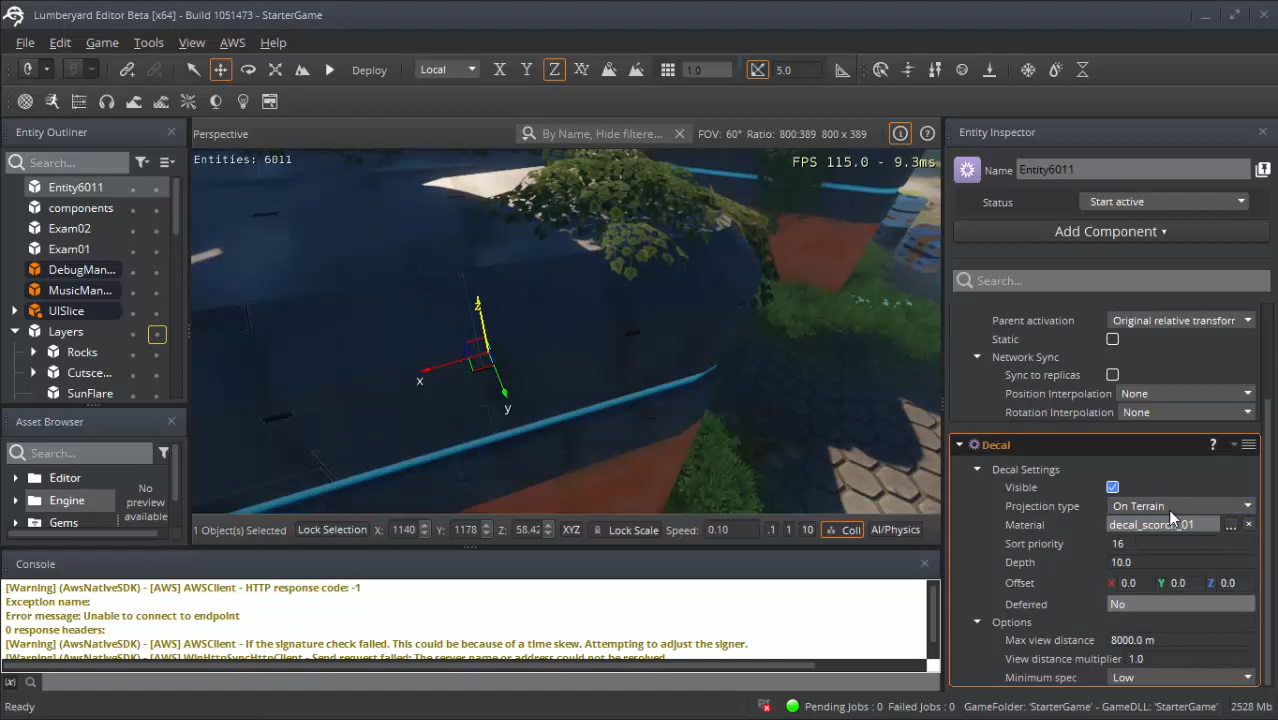 Lumberyard Editor Beta [x64] - Build 1051473 - StarterGame
File Edit Game Tools View AWS Help
Deploy Local X Y Z XY 1.0 5.0
Entity Outliner
Perspective
By Name, Hide filtere...
FOV: 60° Ratio: 800:389 800 x 389
Search...
Entity6011
components
Exam02
Exam01
DebugMan...
MusicMan...
UISlice
Layers
Rocks
Cutsce...
SunFlare
Entities: 6011
FPS 115.0 - 9.3ms
z
x
y
Asset Browser
Search...
Editor
Engine
Gems
No
preview
available
1 Object(s) Selected Lock Selection X 1140 Y 1178 Z 58.42 XYZ Lock Scale Speed 0.10 .1 1 10 Coll AI/Physics
Console
[Warning] (AwsNativeSDK) - [AWS] AWSClient - HTTP response code: -1
Exception name:
Error message: Unable to connect to endpoint
0 response headers:
[Warning] (AwsNativeSDK) - [AWS] AWSClient - If the signature check failed. This could be because of a time skew. Attempting to adjust the signer.
[Warning] (AwsNativeSDK) - [AWS] WinHttpSyncHttpClient - Send request failed: The server name or address could not be resolved
Entity Inspector
Name Entity6011
Status Start active
Add Component
Search...
Parent activation Original relative transform
Static
Network Sync
Sync to replicas
Position Interpolation None
Rotation Interpolation None
Decal ?
Decal Settings
Visible
Projection type On Terrain
Material decal_scorch_01 ...
Sort priority 16
Depth 10.0
Offset X 0.0 Y 0.0 Z 0.0
Deferred No
Options
Max view distance 8000.0 m
View distance multiplier 1.0
Minimum spec Low
Ready
Pending Jobs : 0 Failed Jobs : 0 GameFolder: 'StarterGame' - GameDLL: 'StarterGame' 2528 Mb